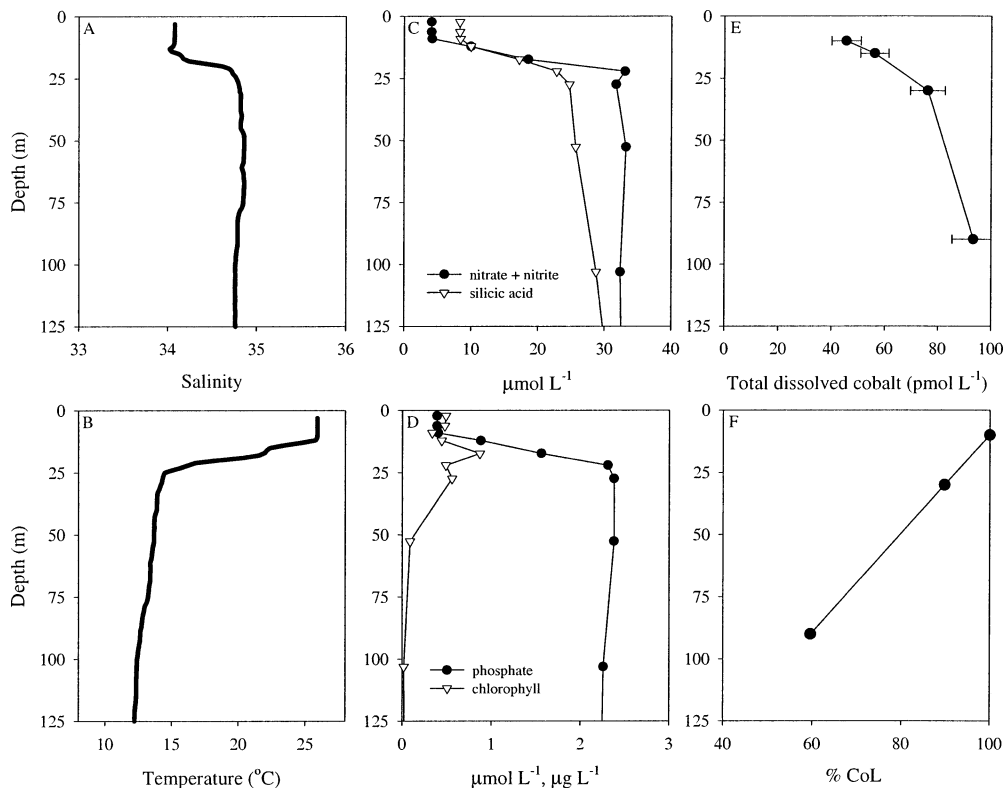 A
0
25
50
75
100
125
Depth (m)
33 34 35 36
Salinity
C
0
25
50
75
100
125
nitrate + nitrite
silicic acid
0 10 20 30 40
µmol L⁻¹
E
0
25
50
75
100
125
0 20 40 60 80 100
Total dissolved cobalt (pmol L⁻¹)
B
0
25
50
75
100
125
Depth (m)
10 15 20 25
Temperature (°C)
D
0
25
50
75
100
125
phosphate
chlorophyll
0 1 2 3
µmol L⁻¹, µg L⁻¹
F
0
25
50
75
100
125
40 60 80 100
% CoL